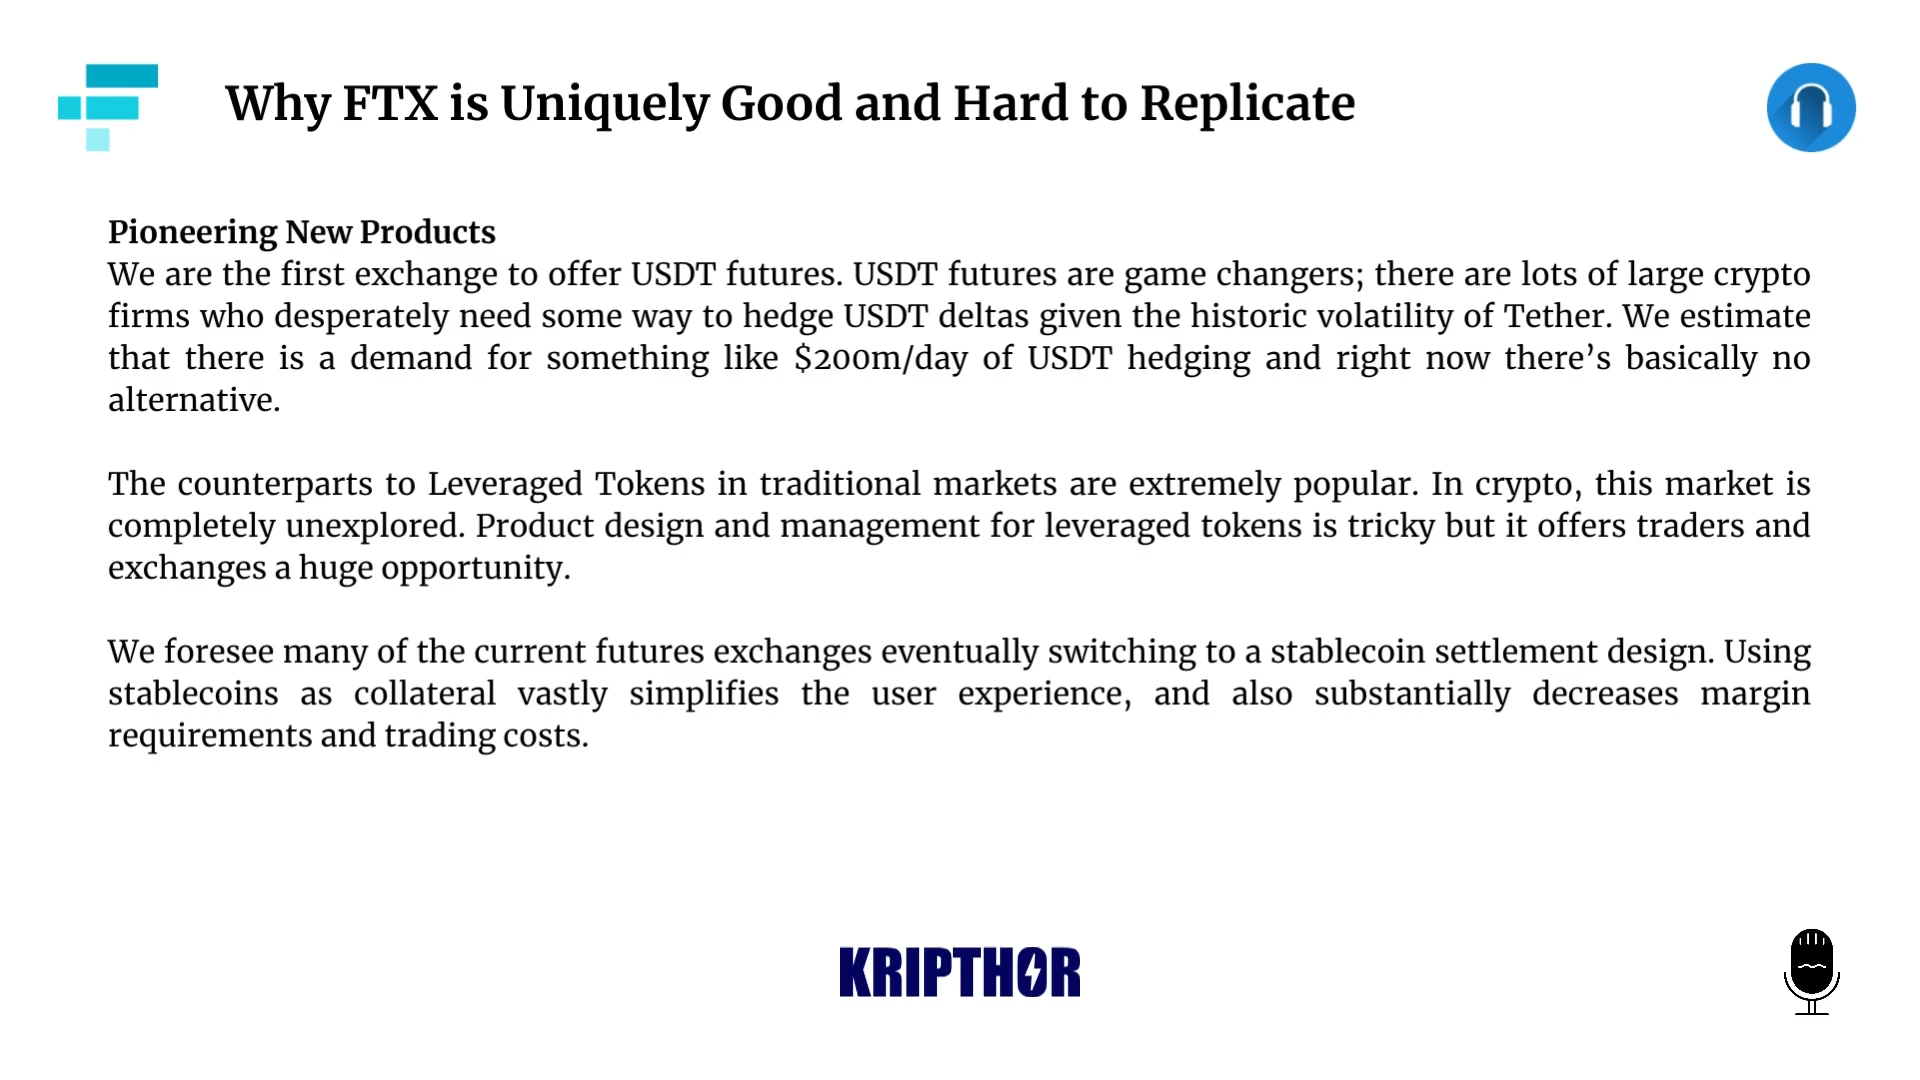 Why FTX is Uniquely Good and Hard to Replicate
Pioneering New Products
We are the first exchange to offer USDT futures. USDT futures are game changers; there are lots of large crypto
firms who desperately need some way to hedge USDT deltas given the historic volatility of Tether. We estimate
that there is a demand for something like $200m/day of USDT hedging and right now there’s basically no
alternative.
The counterparts to Leveraged Tokens in traditional markets are extremely popular. In crypto, this market is
completely unexplored. Product design and management for leveraged tokens is tricky but it offers traders and
exchanges a huge opportunity.
We foresee many of the current futures exchanges eventually switching to a stablecoin settlement design. Using
stablecoins as collateral vastly simplifies the user experience, and also substantially decreases margin
requirements and trading costs.
KRIPTHOR